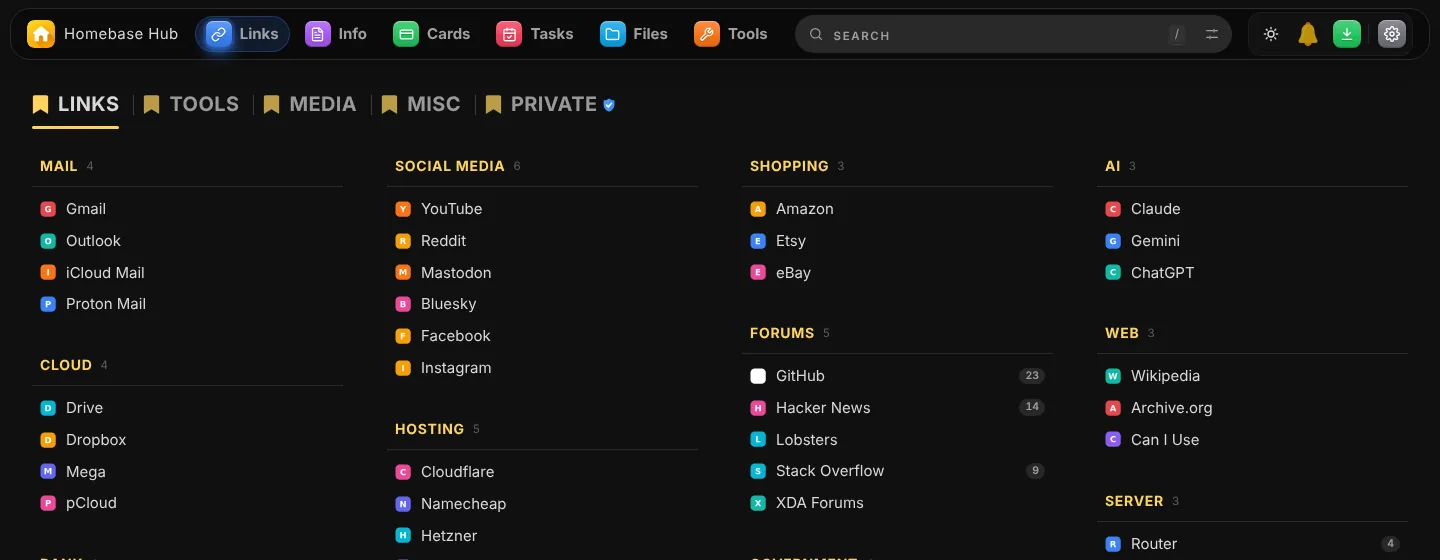 Homebase Hub Links Info Cards Tasks Files Tools SEARCH /
LINKS TOOLS MEDIA MISC PRIVATE
MAIL 4
G Gmail
O Outlook
I iCloud Mail
P Proton Mail
CLOUD 4
D Drive
D Dropbox
M Mega
P pCloud
SOCIAL MEDIA 6
Y YouTube
R Reddit
M Mastodon
B Bluesky
F Facebook
I Instagram
HOSTING 5
C Cloudflare
N Namecheap
H Hetzner
SHOPPING 3
A Amazon
E Etsy
E eBay
FORUMS 5
GitHub 23
H Hacker News 14
L Lobsters
S Stack Overflow 9
X XDA Forums
AI 3
C Claude
G Gemini
C ChatGPT
WEB 3
W Wikipedia
A Archive.org
C Can I Use
SERVER 3
R Router 4